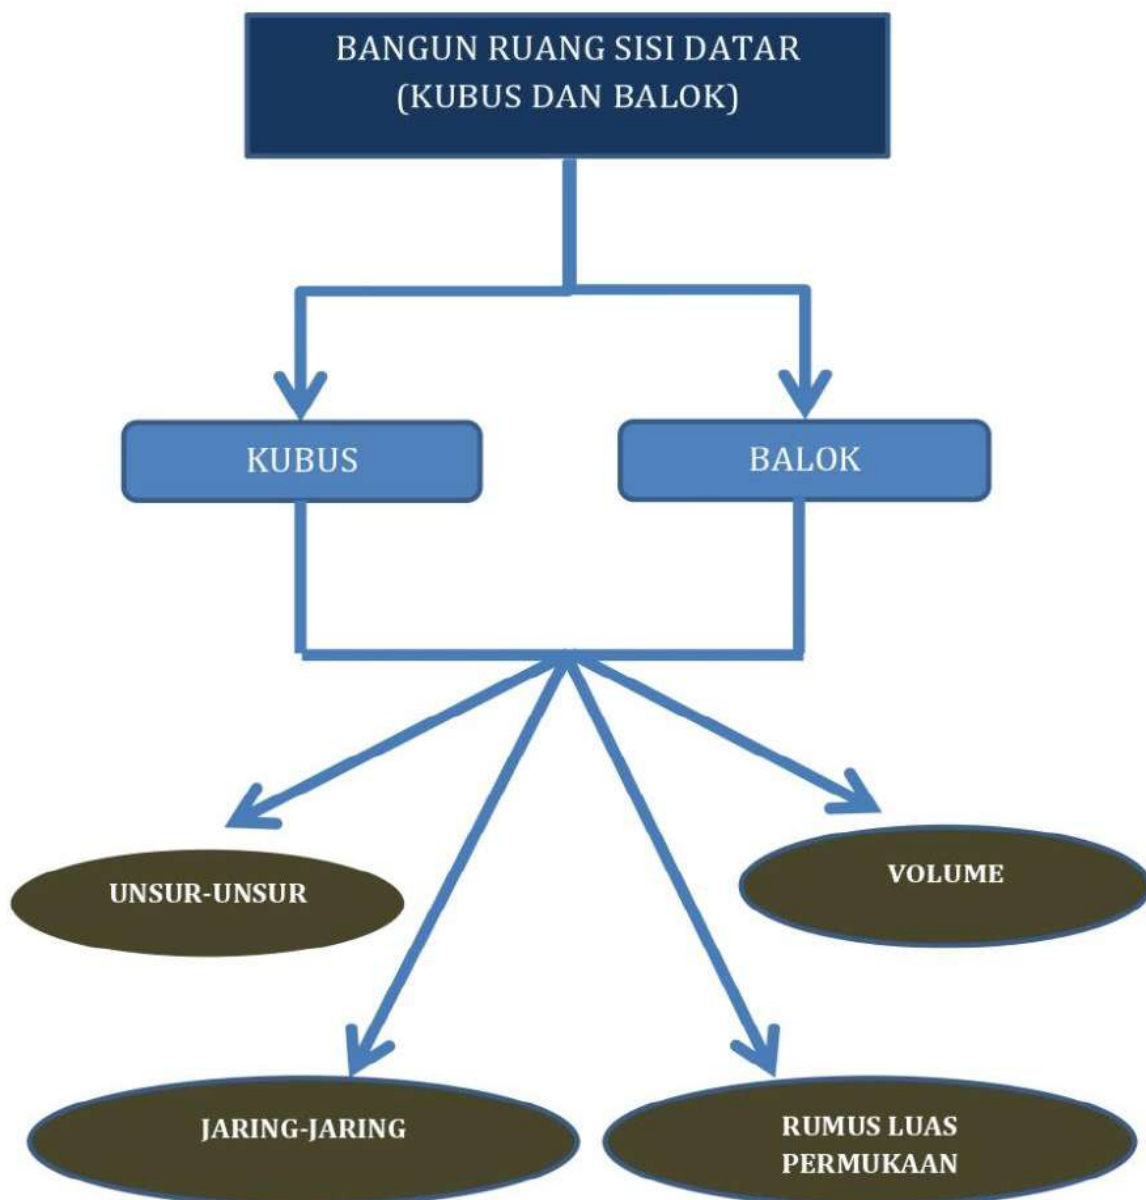 BANGUN RUANG SISI DATAR
(KUBUS DAN BALOK)
KUBUS
BALOK
UNSUR-UNSUR
VOLUME
JARING-JARING
RUMUS LUAS
PERMUKAAN